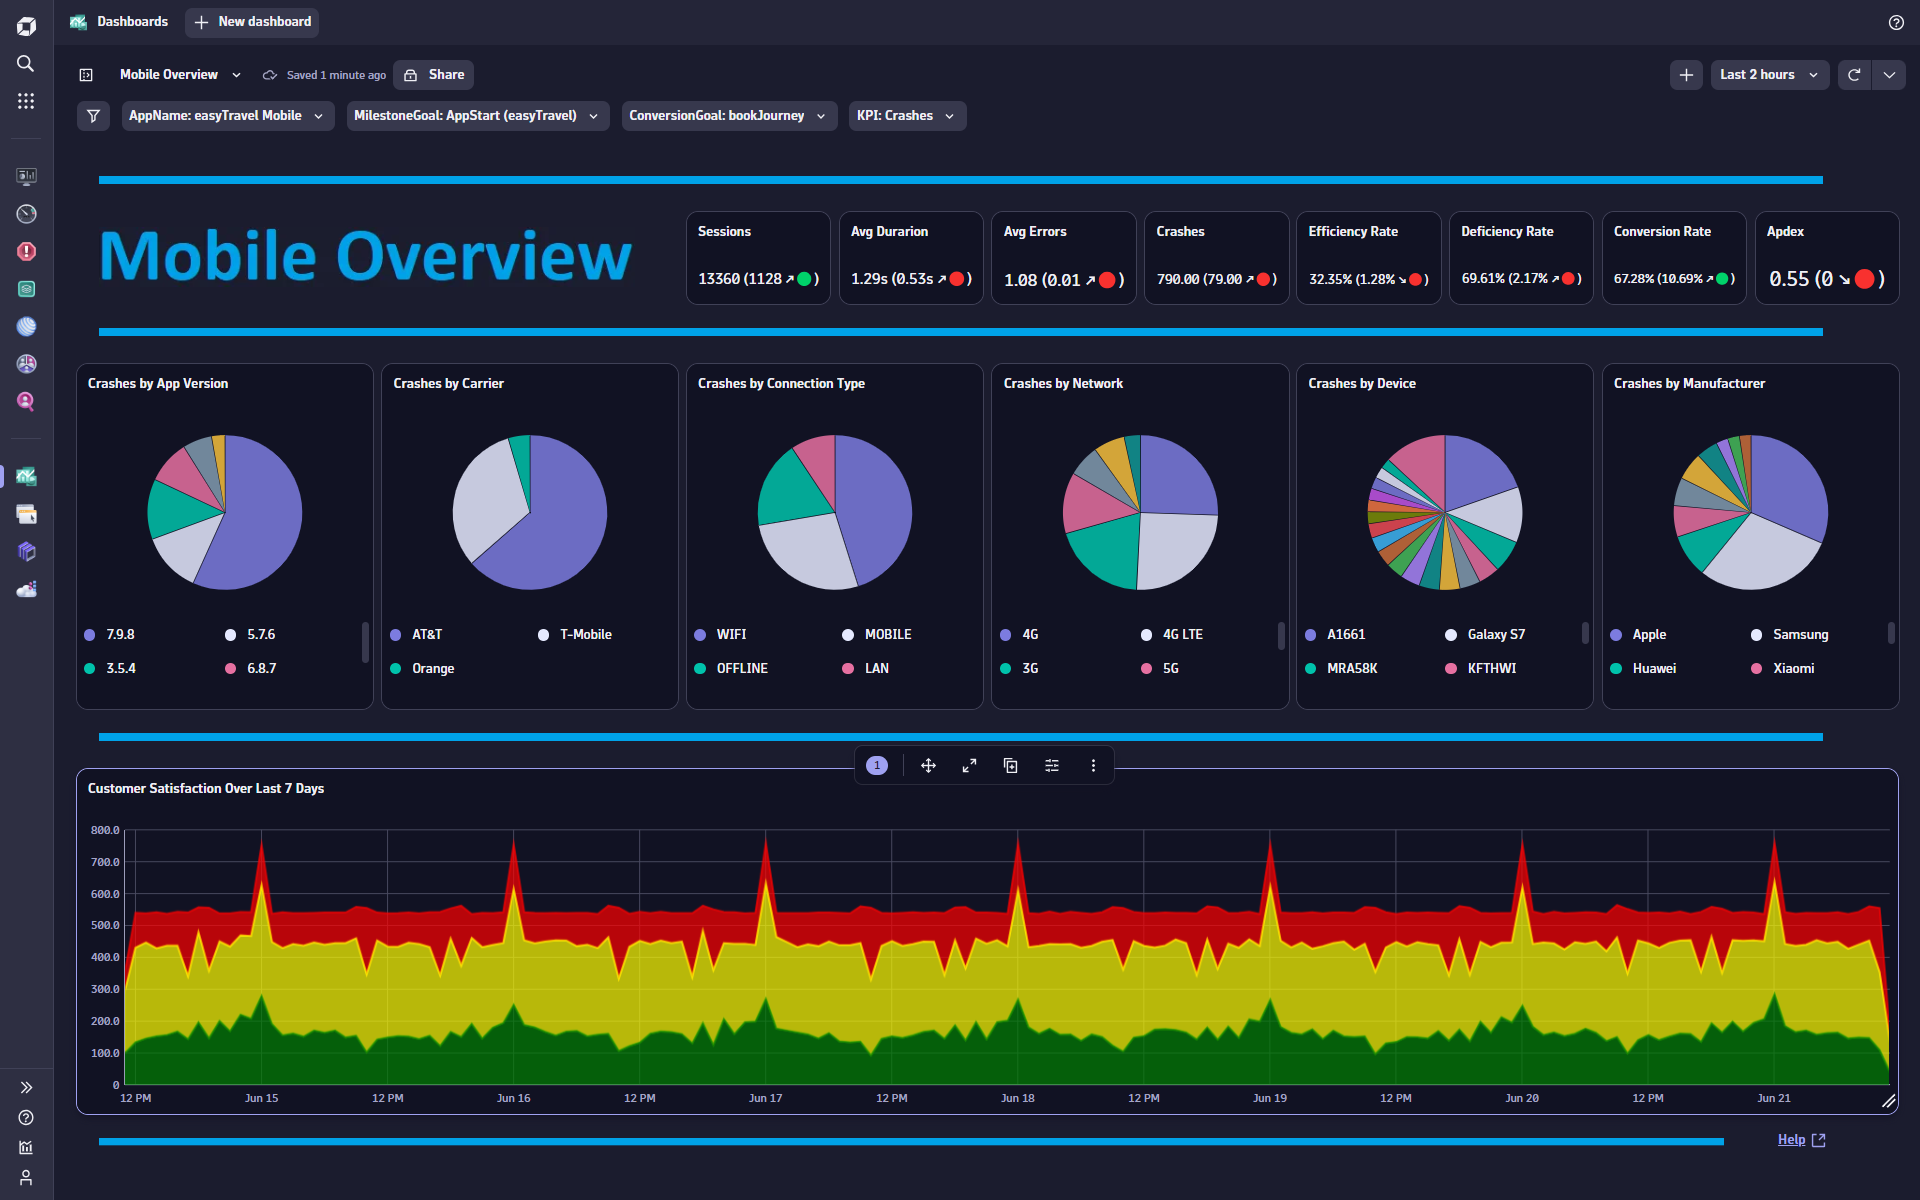 Dashboards
New dashboard
Mobile Overview
Saved 1 minute ago
Share
Last 2 hours
AppName: easyTravel Mobile
MilestoneGoal: AppStart (easyTravel)
ConversionGoal: bookJourney
KPI: Crashes
Mobile Overview
Sessions
13360 (1128 ↗ )
Avg Durarion
1.29s (0.53s ↗ )
Avg Errors
1.08 (0.01 ↗ )
Crashes
790.00 (79.00 ↗ )
Efficiency Rate
32.35% (1.28% ↘ )
Deficiency Rate
69.61% (2.17% ↗ )
Conversion Rate
67.28% (10.69% ↗ )
Apdex
0.55 (0 ↘ )
Crashes by App Version
7.9.8
5.7.6
3.5.4
6.8.7
Crashes by Carrier
AT&T
T-Mobile
Orange
Crashes by Connection Type
WIFI
MOBILE
OFFLINE
LAN
Crashes by Network
4G
4G LTE
3G
5G
Crashes by Device
A1661
Galaxy S7
MRA58K
KFTHWI
Crashes by Manufacturer
Apple
Samsung
Huawei
Xiaomi
1
Customer Satisfaction Over Last 7 Days
800.0
700.0
600.0
500.0
400.0
300.0
200.0
100.0
0
12 PM
Jun 15
12 PM
Jun 16
12 PM
Jun 17
12 PM
Jun 18
12 PM
Jun 19
12 PM
Jun 20
12 PM
Jun 21
Help